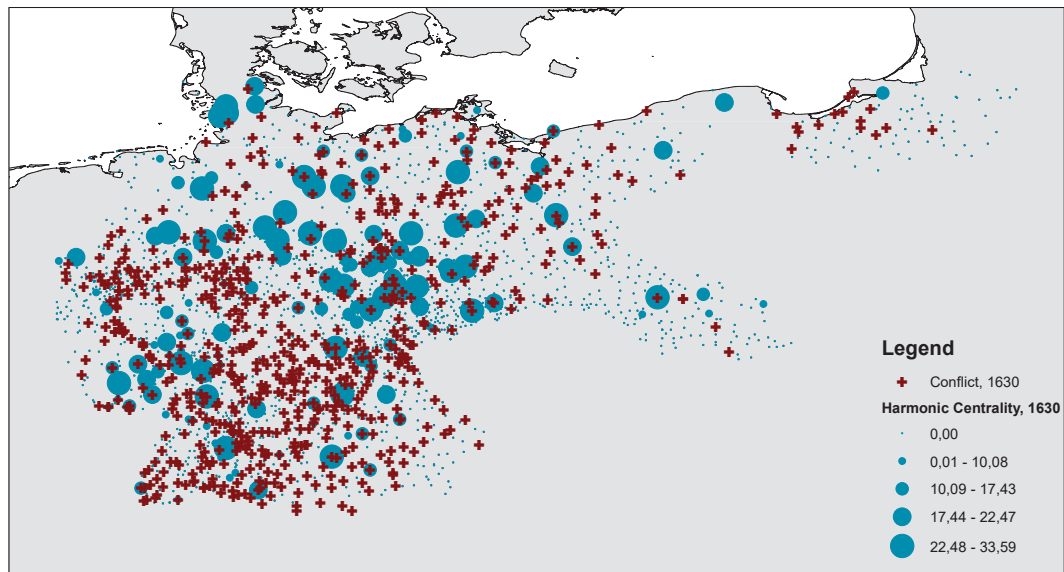 Legend
Conflict, 1630
Harmonic Centrality, 1630
0,00
0,01 - 10,08
10,09 - 17,43
17,44 - 22,47
22,48 - 33,59